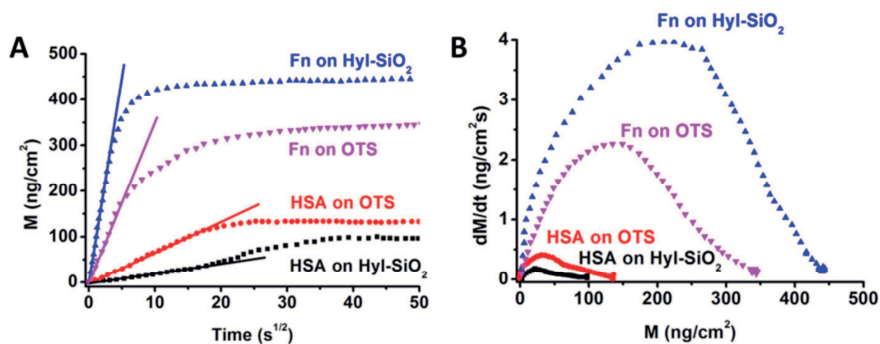 A
M (ng/cm²)
500
400
300
200
100
0
Fn on Hyl-SiO₂
Fn on OTS
HSA on OTS
HSA on Hyl-SiO₂
0 10 20 30 40 50
Time (s¹ᐟ²)
B
dM/dt (ng/cm²s)
4
3
2
1
0
Fn on Hyl-SiO₂
Fn on OTS
HSA on OTS
HSA on Hyl-SiO₂
0 100 200 300 400 500
M (ng/cm²)